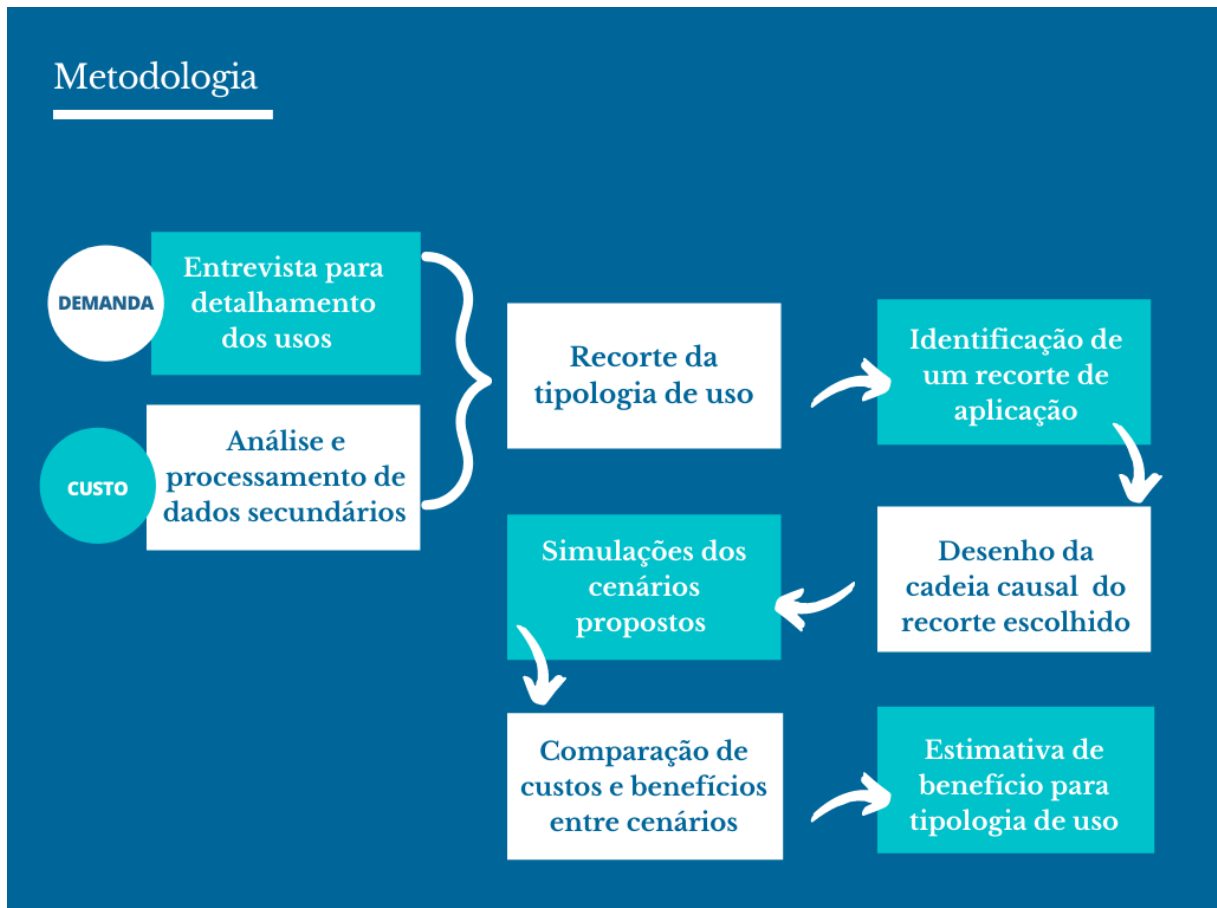 Metodologia
DEMANDA
Entrevista para
detalhamento
dos usos
CUSTO
Análise e
processamento de
dados secundários
Recorte da
tipologia de uso
Identificação de
um recorte de
aplicação
Desenho da
cadeia causal do
recorte escolhido
Simulações dos
cenários
propostos
Comparação de
custos e benefícios
entre cenários
Estimativa de
benefício para
tipologia de uso